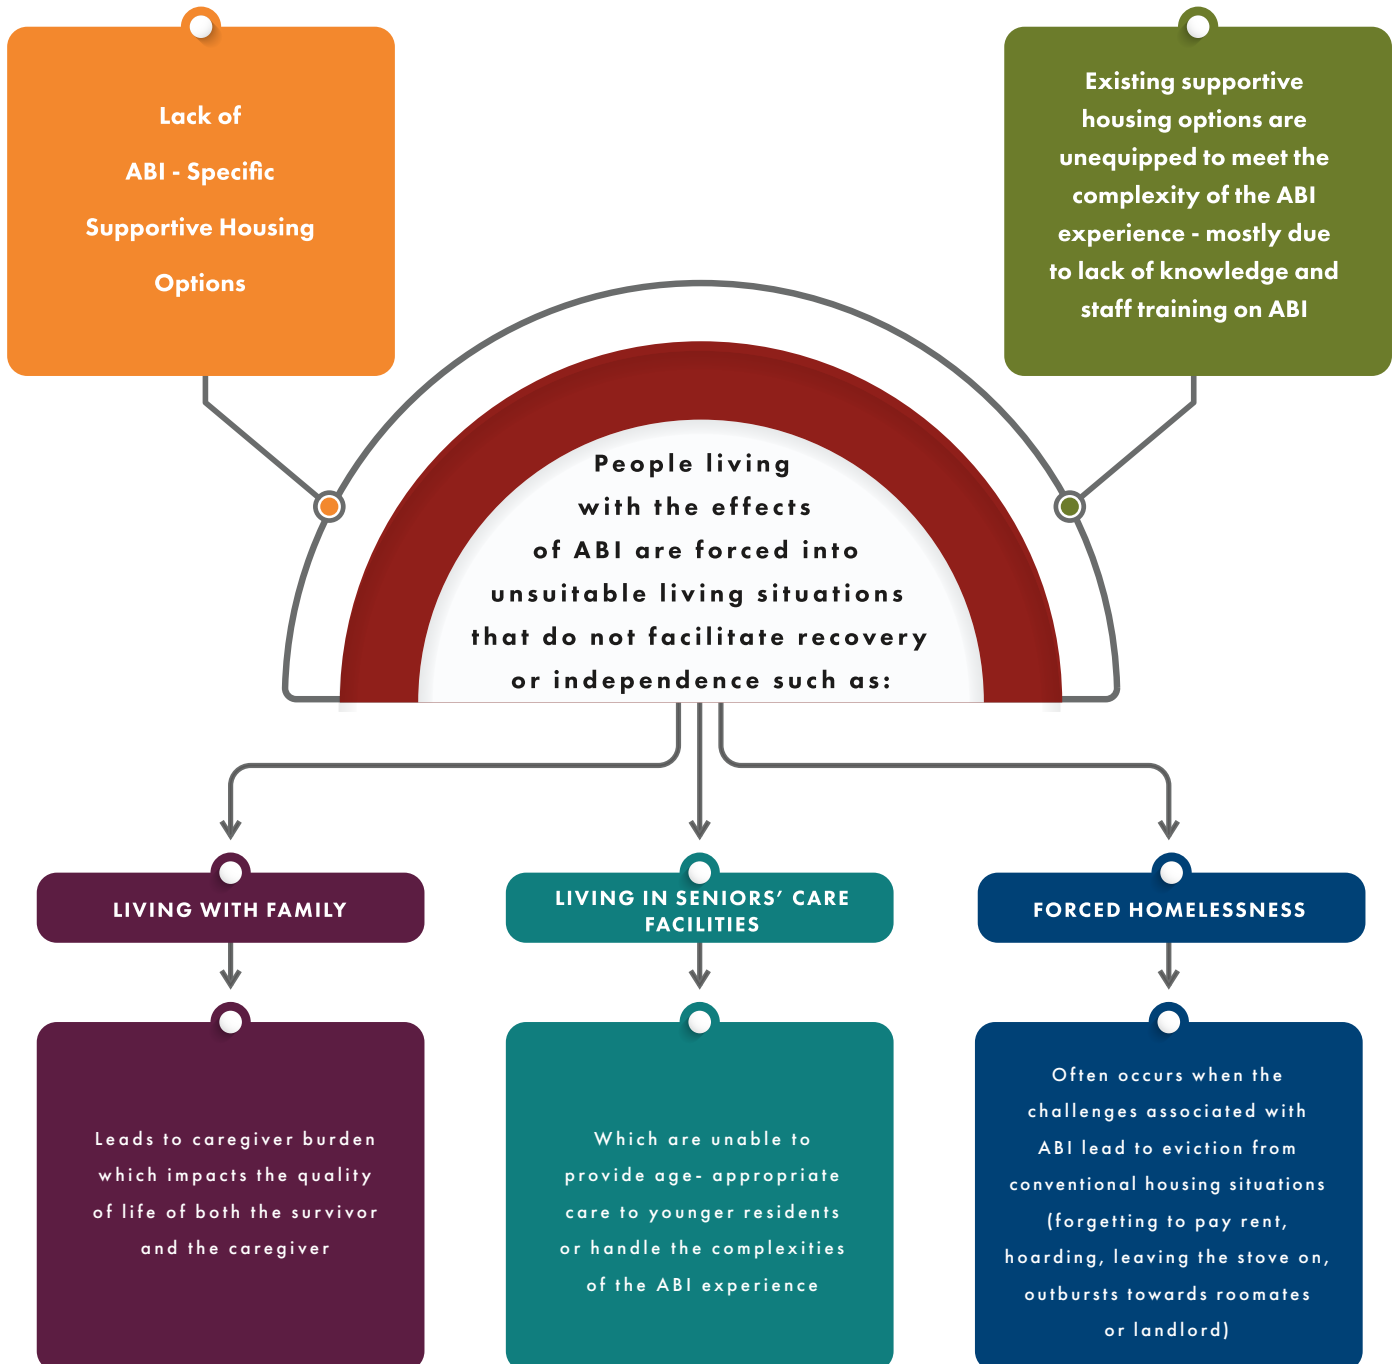 Lack of
ABI - Specific
Supportive Housing
Options
Existing supportive
housing options are
unequipped to meet the
complexity of the ABI
experience - mostly due
to lack of knowledge and
staff training on ABI
People living
with the effects
of ABI are forced into
unsuitable living situations
that do not facilitate recovery
or independence such as:
LIVING WITH FAMILY
LIVING IN SENIORS’ CARE
FACILITIES
FORCED HOMELESSNESS
Leads to caregiver burden
which impacts the quality
of life of both the survivor
and the caregiver
Which are unable to
provide age- appropriate
care to younger residents
or handle the complexities
of the ABI experience
Often occurs when the
challenges associated with
ABI lead to eviction from
conventional housing situations
(forgetting to pay rent,
hoarding, leaving the stove on,
outbursts towards roomates
or landlord)